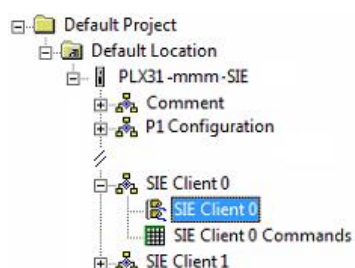 Default Project
Default Location
PLX31-mmm-SIE
Comment
P1 Configuration
SIE Client 0
SIE Client 0
SIE Client 0 Commands
SIE Client 1